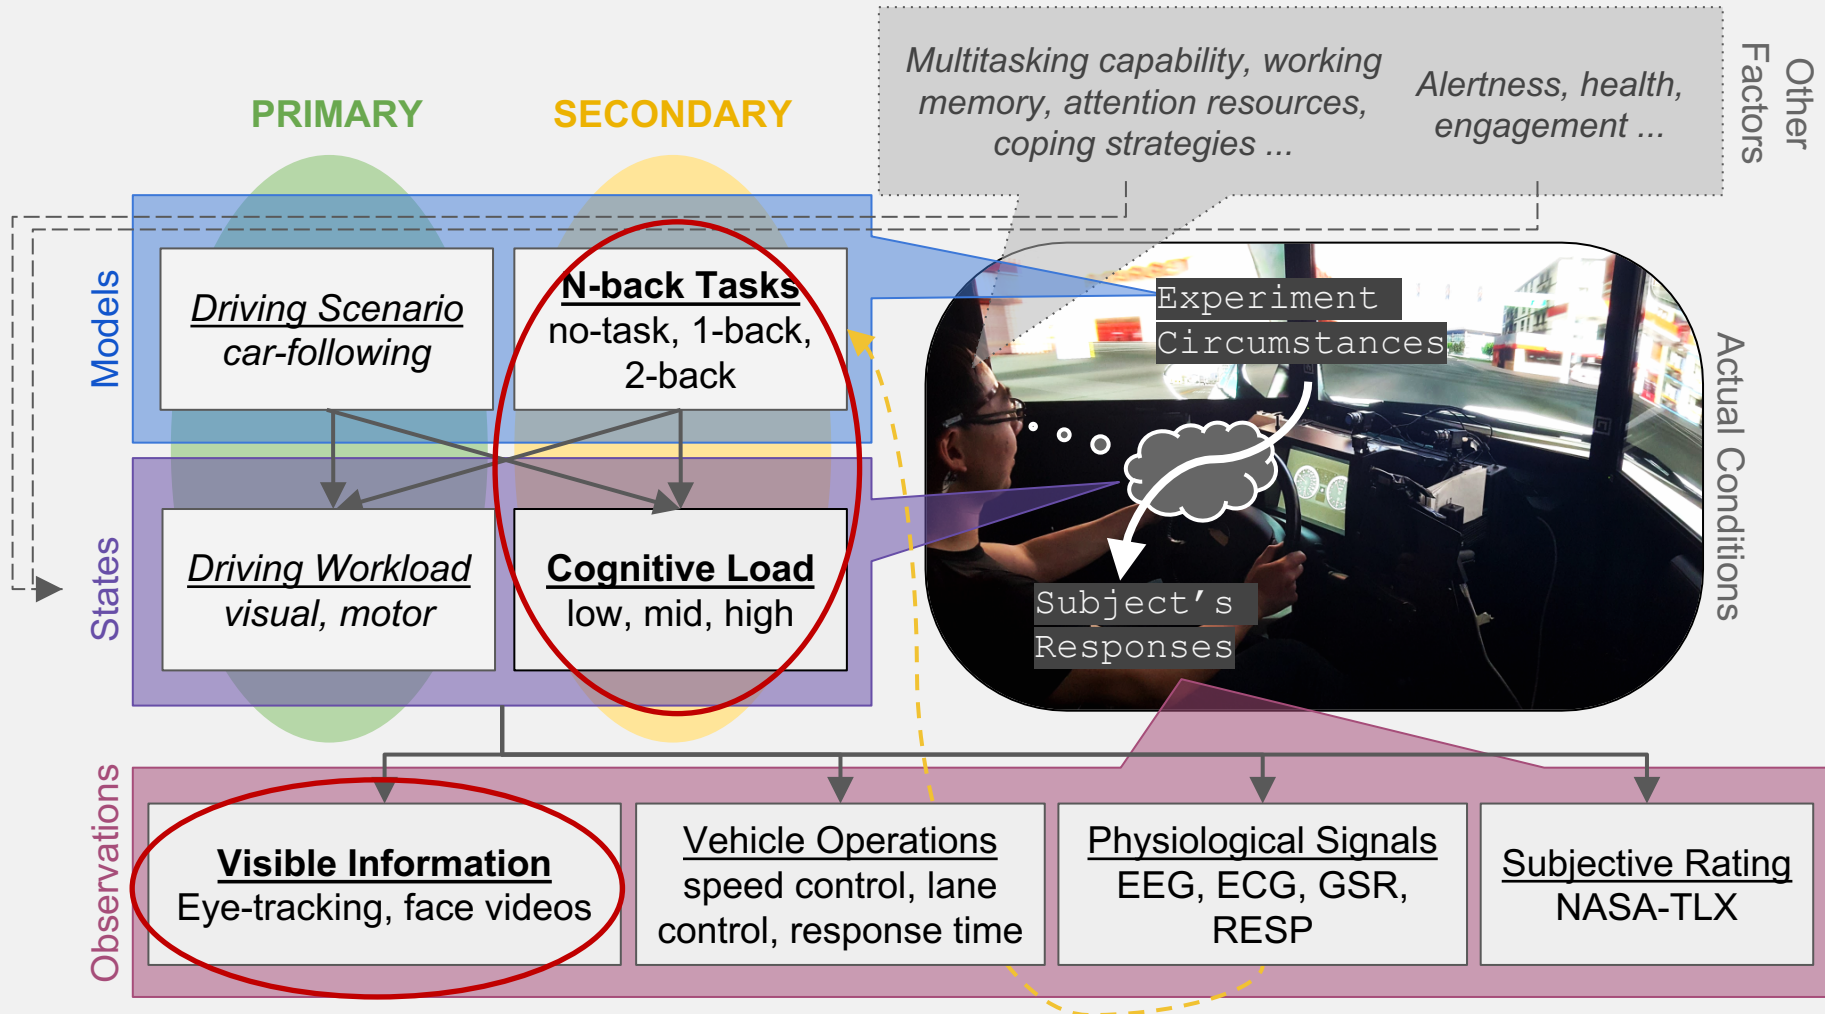 Multitasking capability, working
memory, attention resources,
coping strategies ...
Alertness, health,
engagement ...
Other
Factors
PRIMARY
SECONDARY
Models
Driving Scenario
car-following
N-back Tasks
no-task, 1-back,
2-back
Experiment
Circumstances
Actual Conditions
States
Driving Workload
visual, motor
Cognitive Load
low, mid, high
Subject's
Responses
Observations
Visible Information
Eye-tracking, face videos
Vehicle Operations
speed control, lane
control, response time
Physiological Signals
EEG, ECG, GSR,
RESP
Subjective Rating
NASA-TLX